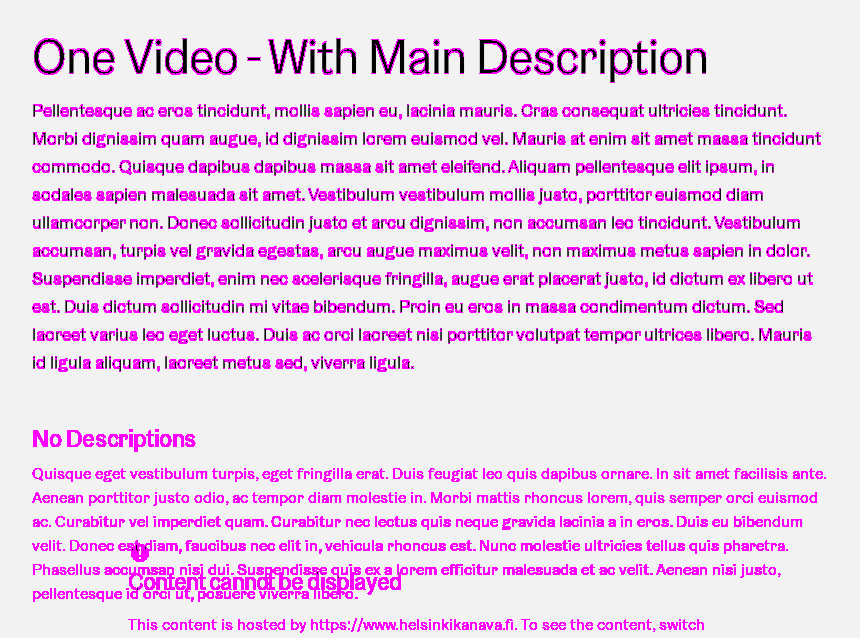 One Video - With Main Description
Pellentesque ac eros tincidunt, mollis sapien eu, lacinia mauris. Cras consequat ultricies tincidunt.
Morbi dignissim quam augue, id dignissim lorem euismod vel. Mauris at enim sit amet massa tincidunt
commodo. Quisque dapibus dapibus massa sit amet eleifend. Aliquam pellentesque elit ipsum, in
sodales sapien malesuada sit amet. Vestibulum vestibulum mollis justo, porttitor euismod diam
ullamcorper non. Donec sollicitudin justo et arcu dignissim, non accumsan leo tincidunt. Vestibulum
accumsan, turpis vel gravida egestas, arcu augue maximus velit, non maximus metus sapien in dolor.
Suspendisse imperdiet, enim nec scelerisque fringilla, augue erat placerat justo, id dictum ex libero ut
est. Duis dictum sollicitudin mi vitae bibendum. Proin eu eros in massa condimentum dictum. Sed
laoreet varius leo eget luctus. Duis ac orci laoreet nisi porttitor volutpat tempor ultrices libero. Mauris
id ligula aliquam, laoreet metus sed, viverra ligula.
No Descriptions
Quisque eget vestibulum turpis, eget fringilla erat. Duis feugiat leo quis dapibus ornare. In sit amet facilisis ante.
Aenean porttitor justo odio, ac tempor diam molestie in. Morbi mattis rhoncus lorem, quis semper orci euismod
ac. Curabitur vel imperdiet quam. Curabitur nec lectus quis neque gravida lacinia a in eros. Duis eu bibendum
velit. Donec est diam, faucibus nec elit in, vehicula rhoncus est. Nunc molestie ultricies tellus quis pharetra.
Phasellus accumsan nisi dui. Suspendisse quis ex a lorem efficitur malesuada et ac velit. Aenean nisi justo,
Content cannot be displayed
pellentesque id orci ut, posuere viverra libero.
This content is hosted by https://www.helsinkikanava.fi. To see the content, switch